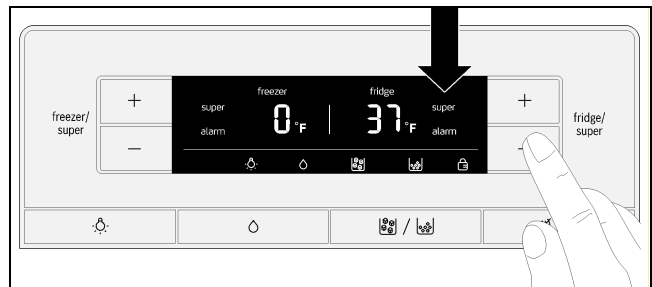 freezer/
super
+
−
freezer
super
alarm
0°F
fridge
37°F
super
alarm
+
fridge/
super
/